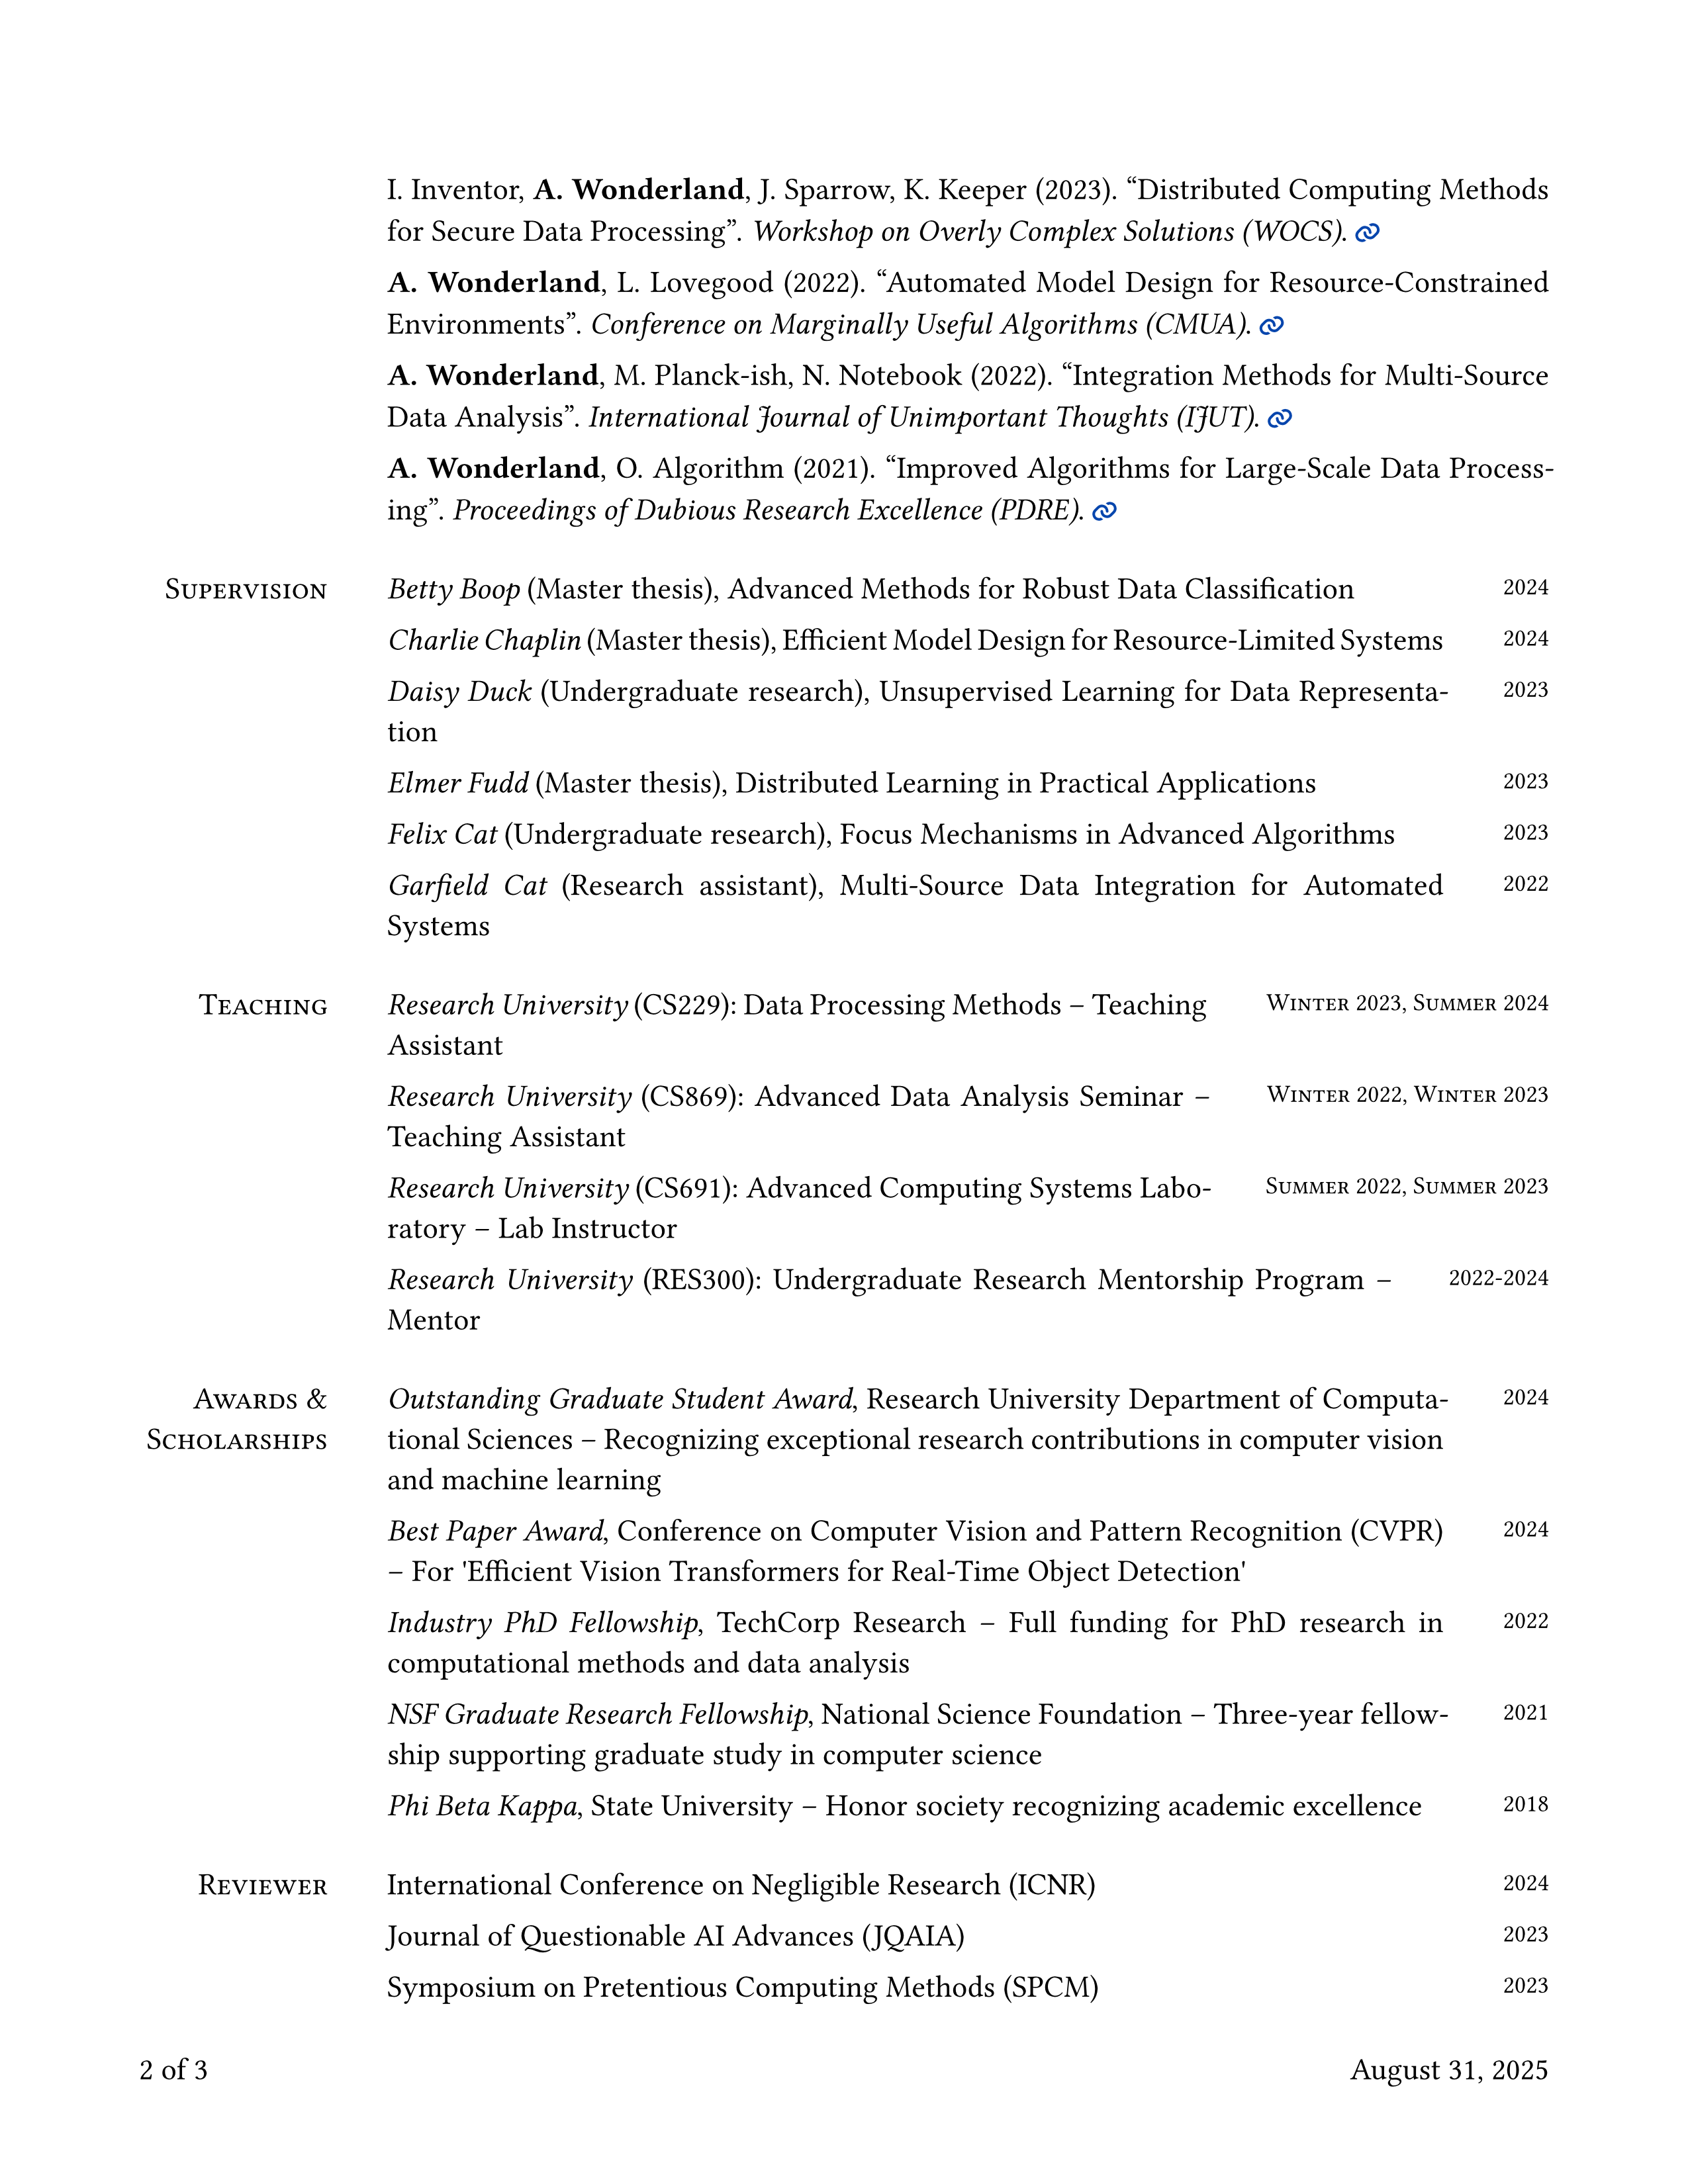 I. Inventor, A. Wonderland, J. Sparrow, K. Keeper (2023). “Distributed Computing Methods
for Secure Data Processing”. Workshop on Overly Complex Solutions (WOCS).
A. Wonderland, L. Lovegood (2022). “Automated Model Design for Resource-Constrained
Environments”. Conference on Marginally Useful Algorithms (CMUA).
A. Wonderland, M. Planck-ish, N. Notebook (2022). “Integration Methods for Multi-Source
Data Analysis”. International Journal of Unimportant Thoughts (IJUT).
A. Wonderland, O. Algorithm (2021). “Improved Algorithms for Large-Scale Data Process-
ing”. Proceedings of Dubious Research Excellence (PDRE).
Supervision Betty Boop (Master thesis), Advanced Methods for Robust Data Classification 2024
Charlie Chaplin (Master thesis), Efficient Model Design for Resource-Limited Systems 2024
Daisy Duck (Undergraduate research), Unsupervised Learning for Data Representa- 2023
tion
Elmer Fudd (Master thesis), Distributed Learning in Practical Applications 2023
Felix Cat (Undergraduate research), Focus Mechanisms in Advanced Algorithms 2023
Garfield Cat (Research assistant), Multi-Source Data Integration for Automated 2022
Systems
Teaching Research University (CS229): Data Processing Methods – Teaching Winter 2023, Summer 2024
Assistant
Research University (CS869): Advanced Data Analysis Seminar – Winter 2022, Winter 2023
Teaching Assistant
Research University (CS691): Advanced Computing Systems Labo- Summer 2022, Summer 2023
ratory – Lab Instructor
Research University (RES300): Undergraduate Research Mentorship Program – 2022-2024
Mentor
Awards & Outstanding Graduate Student Award, Research University Department of Computa- 2024
Scholarships tional Sciences – Recognizing exceptional research contributions in computer vision
and machine learning
Best Paper Award, Conference on Computer Vision and Pattern Recognition (CVPR) 2024
– For 'Efficient Vision Transformers for Real-Time Object Detection'
Industry PhD Fellowship, TechCorp Research – Full funding for PhD research in 2022
computational methods and data analysis
NSF Graduate Research Fellowship, National Science Foundation – Three-year fellow- 2021
ship supporting graduate study in computer science
Phi Beta Kappa, State University – Honor society recognizing academic excellence 2018
Reviewer International Conference on Negligible Research (ICNR) 2024
Journal of Questionable AI Advances (JQAIA) 2023
Symposium on Pretentious Computing Methods (SPCM) 2023
2 of 3 August 31, 2025